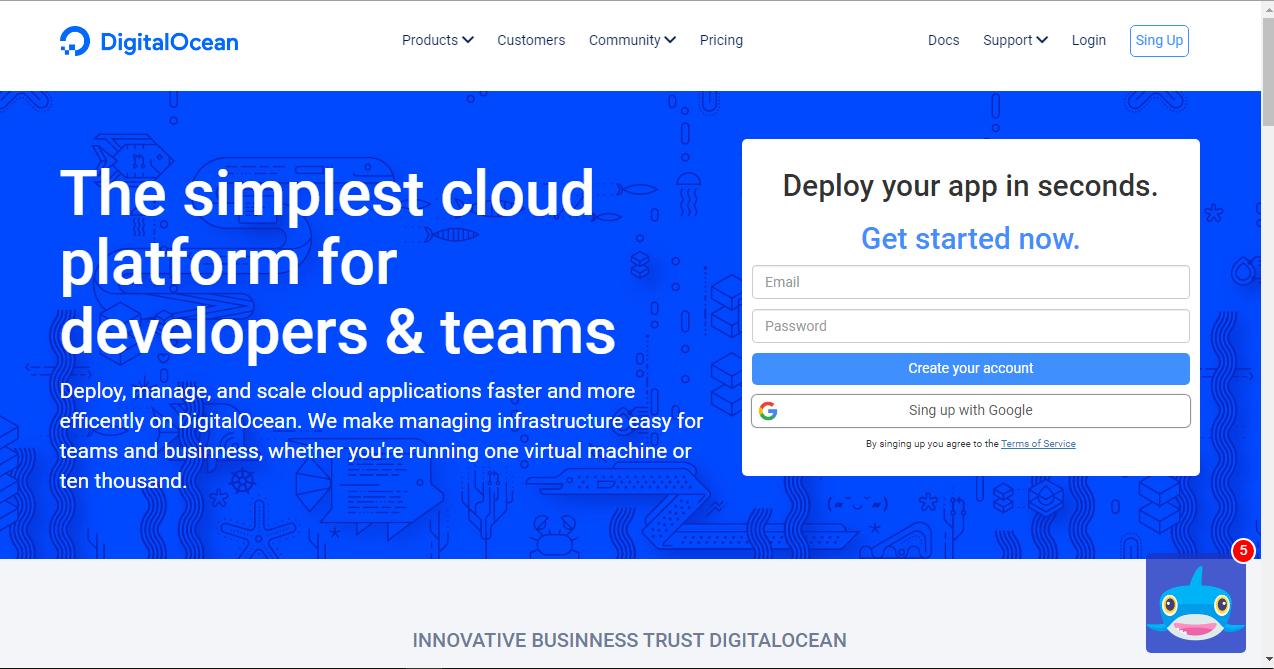 DigitalOcean
Products
Customers
Community
Pricing
Docs
Support
Login
Sing Up
The simplest cloud
platform for
developers & teams
Deploy, manage, and scale cloud applications faster and more
efficently on DigitalOcean. We make managing infrastructure easy for
teams and businness, whether you're running one virtual machine or
ten thousand.
Deploy your app in seconds.
Get started now.
Email
Password
Create your account
Sing up with Google
By singing up you agree to the Terms of Service
5
INNOVATIVE BUSINNESS TRUST DIGITALOCEAN